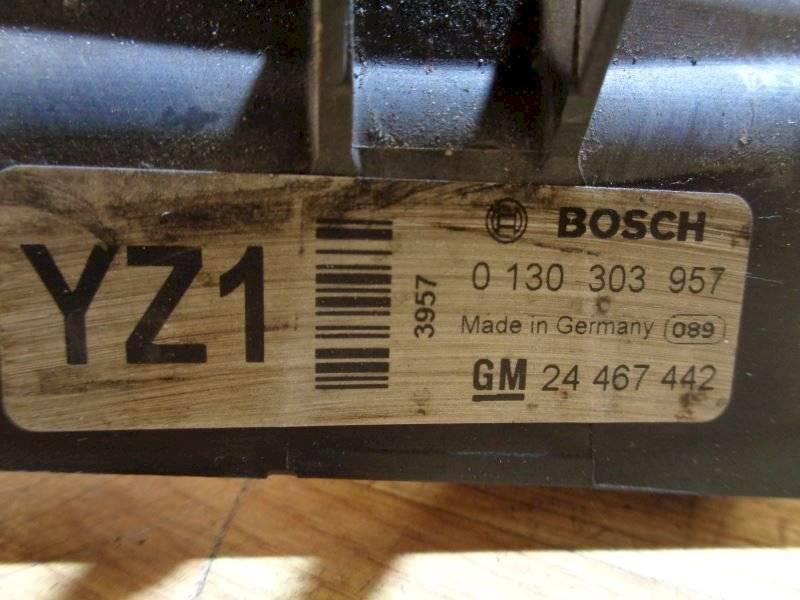 YZ1
3957
BOSCH
0 130 303 957
Made in Germany 089
GM 24 467 442